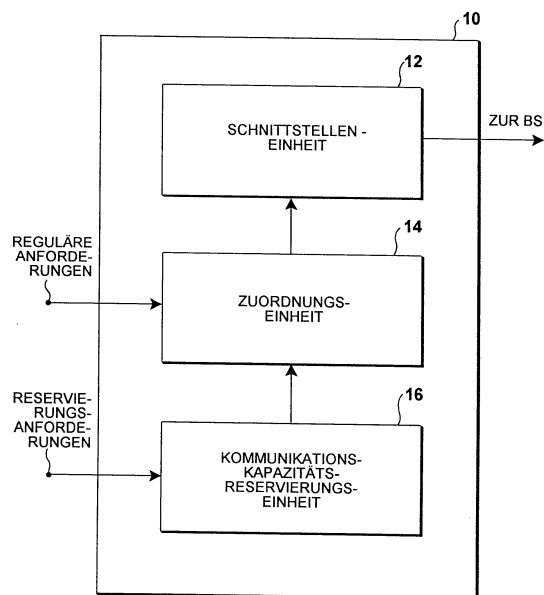 10
12
SCHNITTSTELLEN -
EINHEIT
ZUR BS
14
REGULÄRE
ANFORDE-
RUNGEN
ZUORDNUNGS-
EINHEIT
16
RESERVIE-
RUNGS-
ANFORDE-
RUNGEN
KOMMUNIKATIONS-
KAPAZITÄTS-
RESERVIERUNGS-
EINHEIT